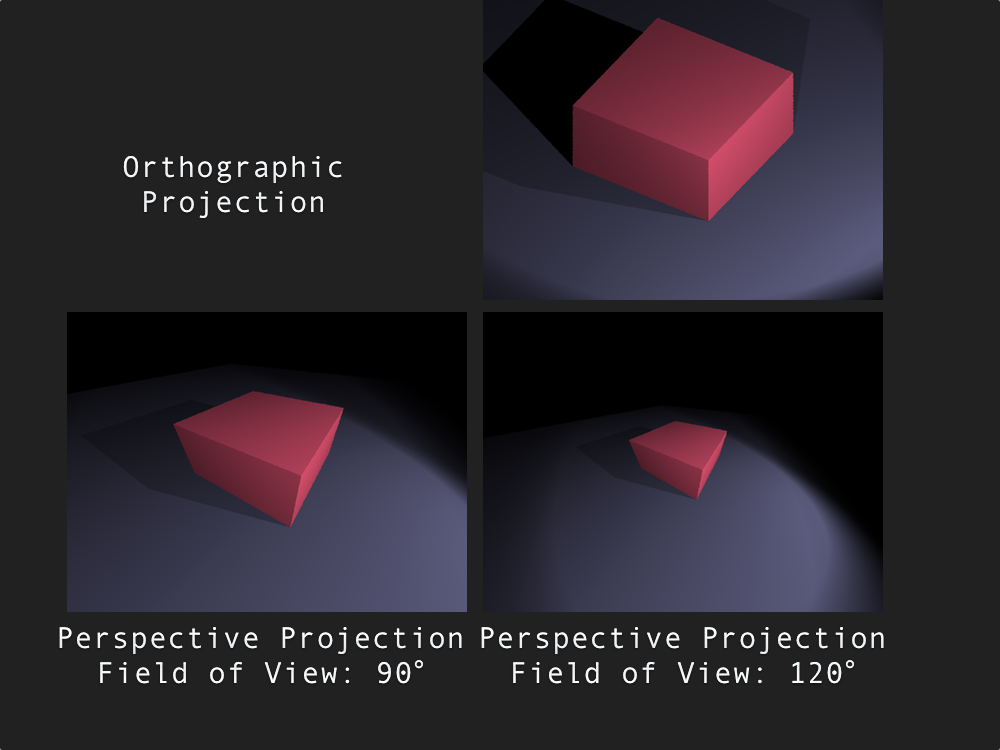 Orthographic
Projection
Perspective Projection
Field of View: 90°
Perspective Projection
Field of View: 120°